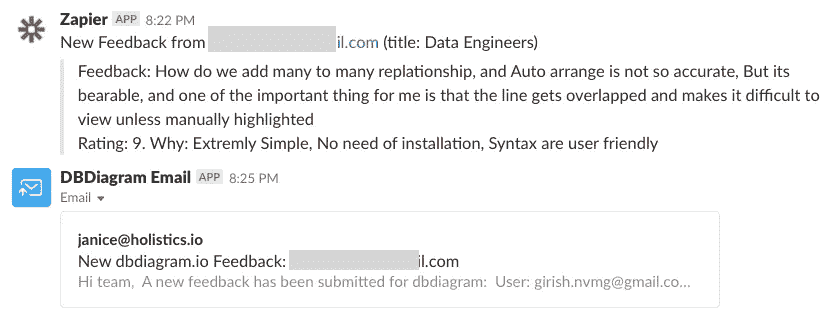 Zapier APP 8:22 PM
New Feedback from il.com (title: Data Engineers)
Feedback: How do we add many to many replationship, and Auto arrange is not so accurate, But its
bearable, and one of the important thing for me is that the line gets overlapped and makes it difficult to
view unless manually highlighted
Rating: 9. Why: Extremly Simple, No need of installation, Syntax are user friendly
DBDiagram Email APP 8:25 PM
Email
janice@holistics.io
New dbdiagram.io Feedback: il.com
Hi team, A new feedback has been submitted for dbdiagram: User: girish.nvmg@gmail.co...